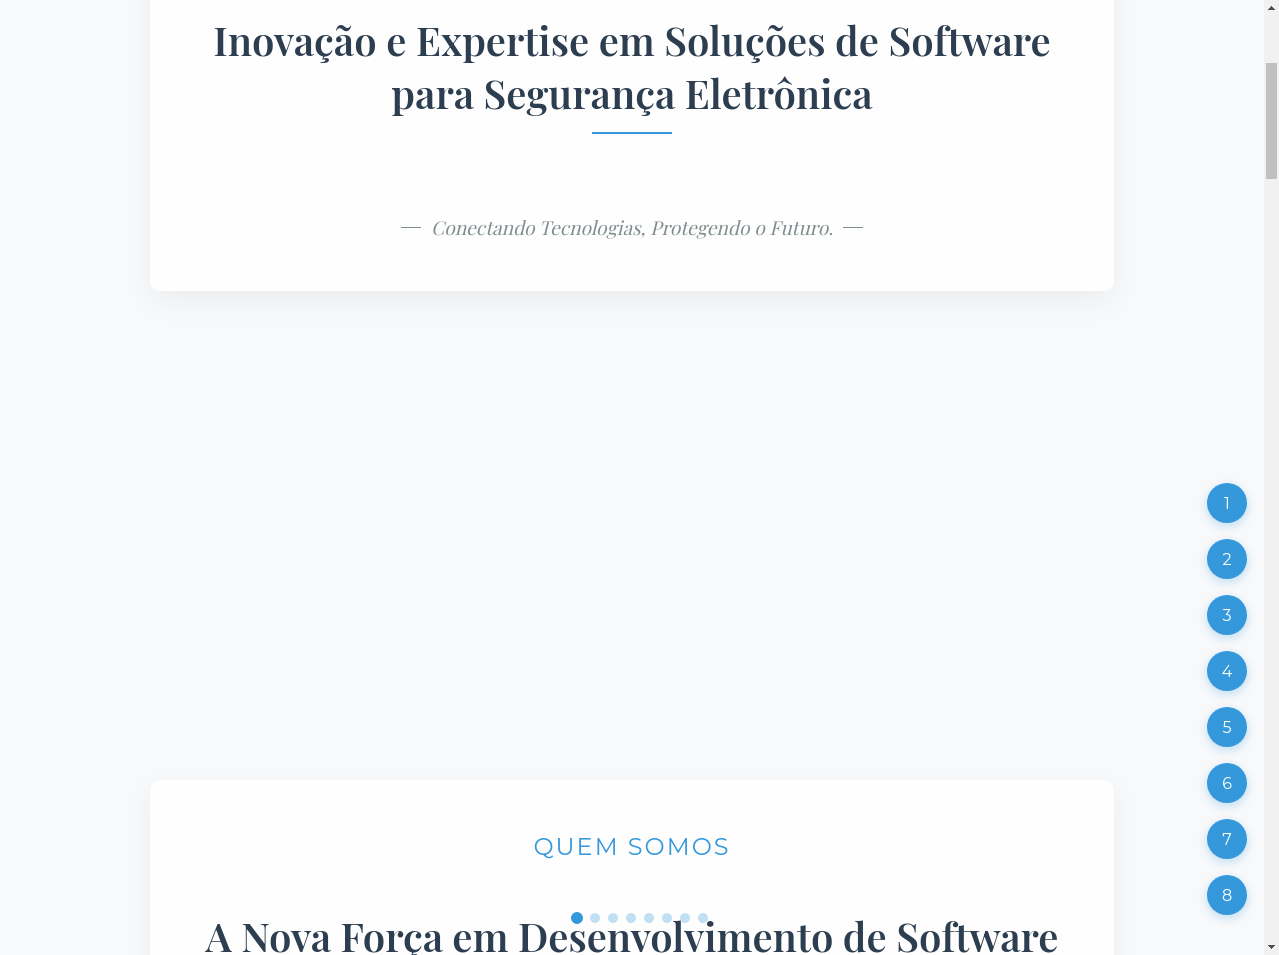 Inovação e Expertise em Soluções de Software
para Segurança Eletrônica
Conectando Tecnologias, Protegendo o Futuro.
1
2
3
4
5
6
7
8
QUEM SOMOS
A Nova Força em Desenvolvimento de Software